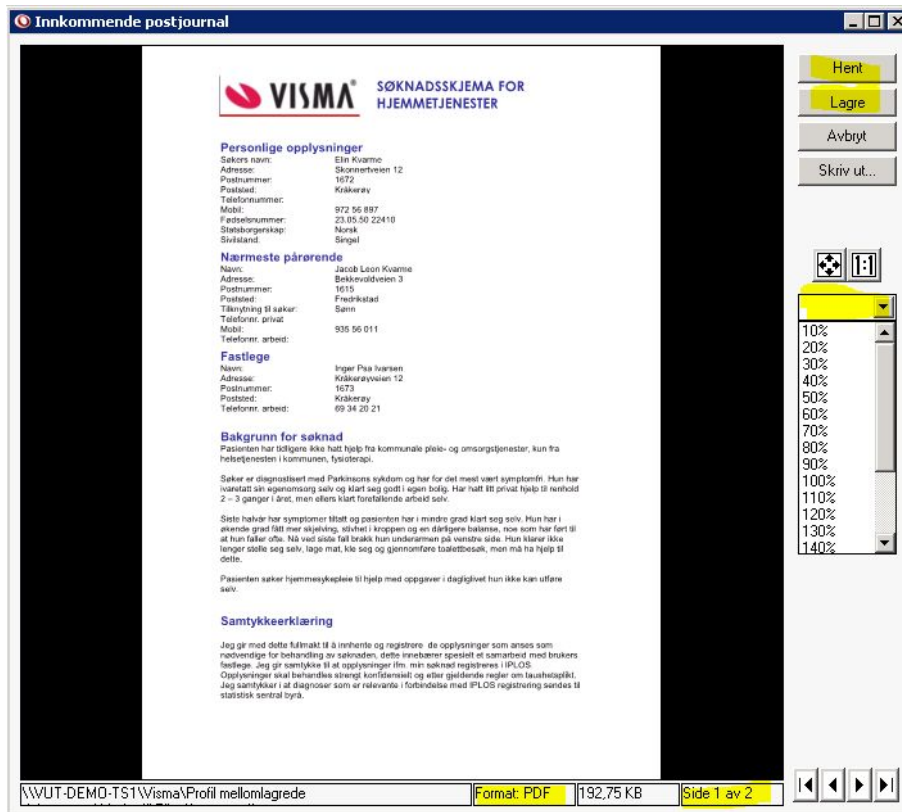 Innkommende postjournal
VISMA®
SØKNADSSKJEMA FOR
HJEMMETJENESTER
Personlige opplysninger
Søkers navn: Elin Kvarme
Adresse: Skonnertveien 12
Postnummer: 1672
Poststed: Kråkerøy
Telefonnummer:
Mobil: 972 56 897
Fødselsnummer: 23.05.50 22410
Statsborgerskap: Norsk
Sivilstand. Singel
Nærmeste pårørende
Navn: Jacob Leon Kvarme
Adresse: Bekkevoldveien 3
Postnummer: 1615
Poststed: Fredrikstad
Tilknytning til søker: Sønn
Telefonnr. privat
Mobil: 935 56 011
Telefonnr. arbeid:
Fastlege
Navn: Inger Psa Ivarsen
Adresse: Kråkerøyveien 12
Postnummer: 1673
Poststed: Kråkerøy
Telefonnr. arbeid: 69 34 20 21
Bakgrunn for søknad
Pasienten har tidligere ikke hatt hjelp fra kommunale pleie- og omsorgstjenester, kun fra
helsetjenesten i kommunen, fysioterapi.
Søker er diagnostisert med Parkinsons sykdom og har for det mest vært symptomfri. Hun har
ivaretatt sin egenomsorg selv og klart seg godt i egen bolig. Har hatt litt privat hjelp til renhold
2 – 3 ganger i året, men ellers klart forefallende arbeid selv.
Siste halvår har symptomer tiltatt og pasienten har i mindre grad klart seg selv. Hun har i
økende grad fått mer skjelving, stivhet i kroppen og en dårligere balanse, noe som har ført til
at hun faller ofte. Nå ved siste fall brakk hun underarmen på venstre side. Hun klarer ikke
lenger stelle seg selv, lage mat, kle seg og gjennomføre toalettbesøk, men må ha hjelp til
dette.
Pasienten søker hjemmesykepleie til hjelp med oppgaver i dagliglivet hun ikke kan utføre
selv.
Samtykkeerklæring
Jeg gir med dette fullmakt til å innhente og registrere de opplysninger som anses som
nødvendige for behandling av søknaden, dette innebærer spesielt et samarbeid med brukers
fastlege. Jeg gir samtykke til at opplysninger ifm. min søknad registreres i IPLOS.
Opplysninger skal behandles strengt konfidensielt og etter gjeldende regler om taushetsplikt.
Jeg samtykker i at diagnoser som er relevante i forbindelse med IPLOS registrering sendes til
statistisk sentral byrå.
Hent
Lagre
Avbryt
Skriv ut...
1:1
10%
20%
30%
40%
50%
60%
70%
80%
90%
100%
110%
120%
130%
140%
\\VUT-DEMO-TS1\Visma\Profil mellomlagrede
Format: PDF
192,75 KB
Side 1 av 2